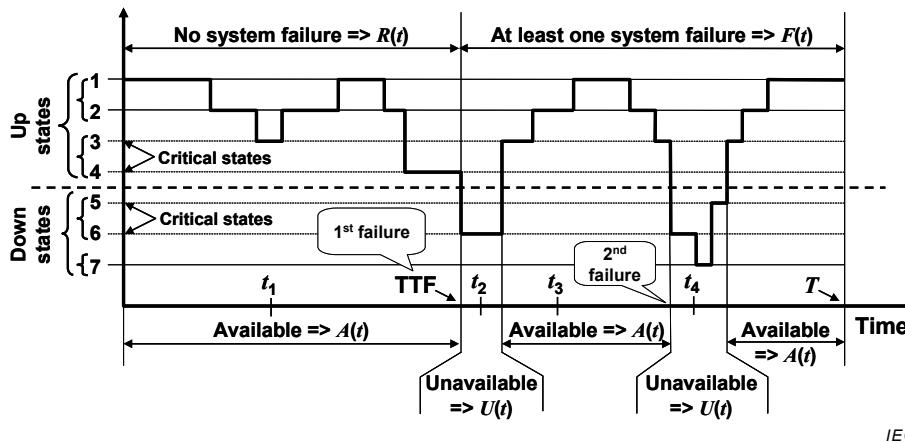 No system failure => R(t)
At least one system failure => F(t)
Up states
1
2
3
4
Critical states
Down states
5
6
7
Critical states
1st failure
2nd failure
t1
TTF
t2
t3
t4
T
Time
Available => A(t)
Available => A(t)
Available
=> A(t)
Unavailable
=> U(t)
Unavailable
=> U(t)